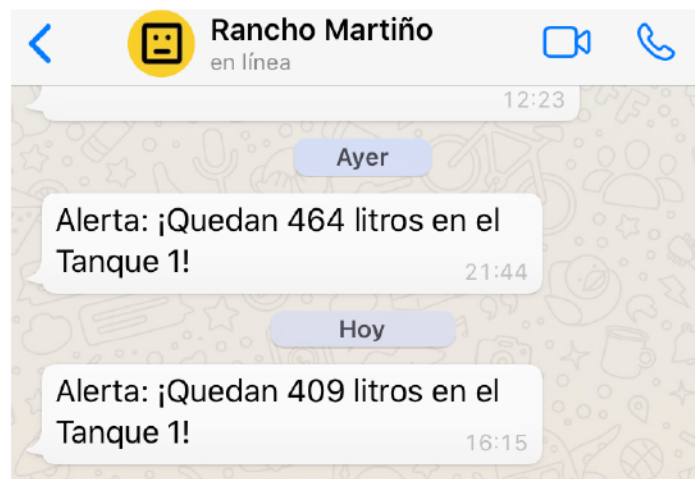 Rancho Martiño
en línea
12:23
Ayer
Alerta: ¡Quedan 464 litros en el
Tanque 1!
21:44
Hoy
Alerta: ¡Quedan 409 litros en el
Tanque 1!
16:15